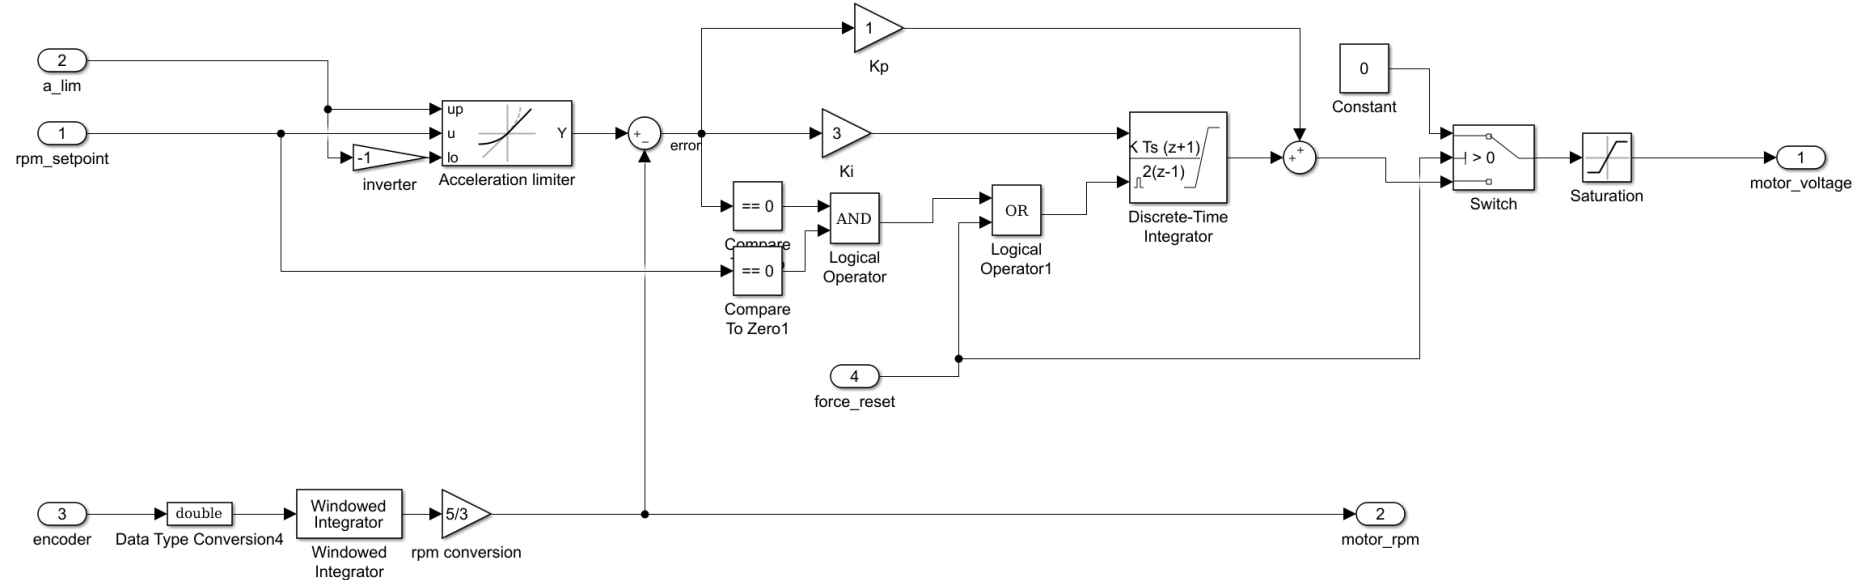 1
Kp
2
a_lim
0
Constant
up
u
lo
Y
1
rpm_setpoint
-1
inverter
Acceleration limiter
+
–
error
3
Ki
K Ts (z+1)
2(z-1)
Discrete-Time
Integrator
+
+
> 0
Switch
Saturation
1
motor_voltage
== 0
Compare
== 0
Compare
To Zero1
AND
Logical
Operator
OR
Logical
Operator1
4
force_reset
3
encoder
double
Data Type Conversion4
Windowed
Integrator
Windowed
Integrator
5/3
rpm conversion
2
motor_rpm